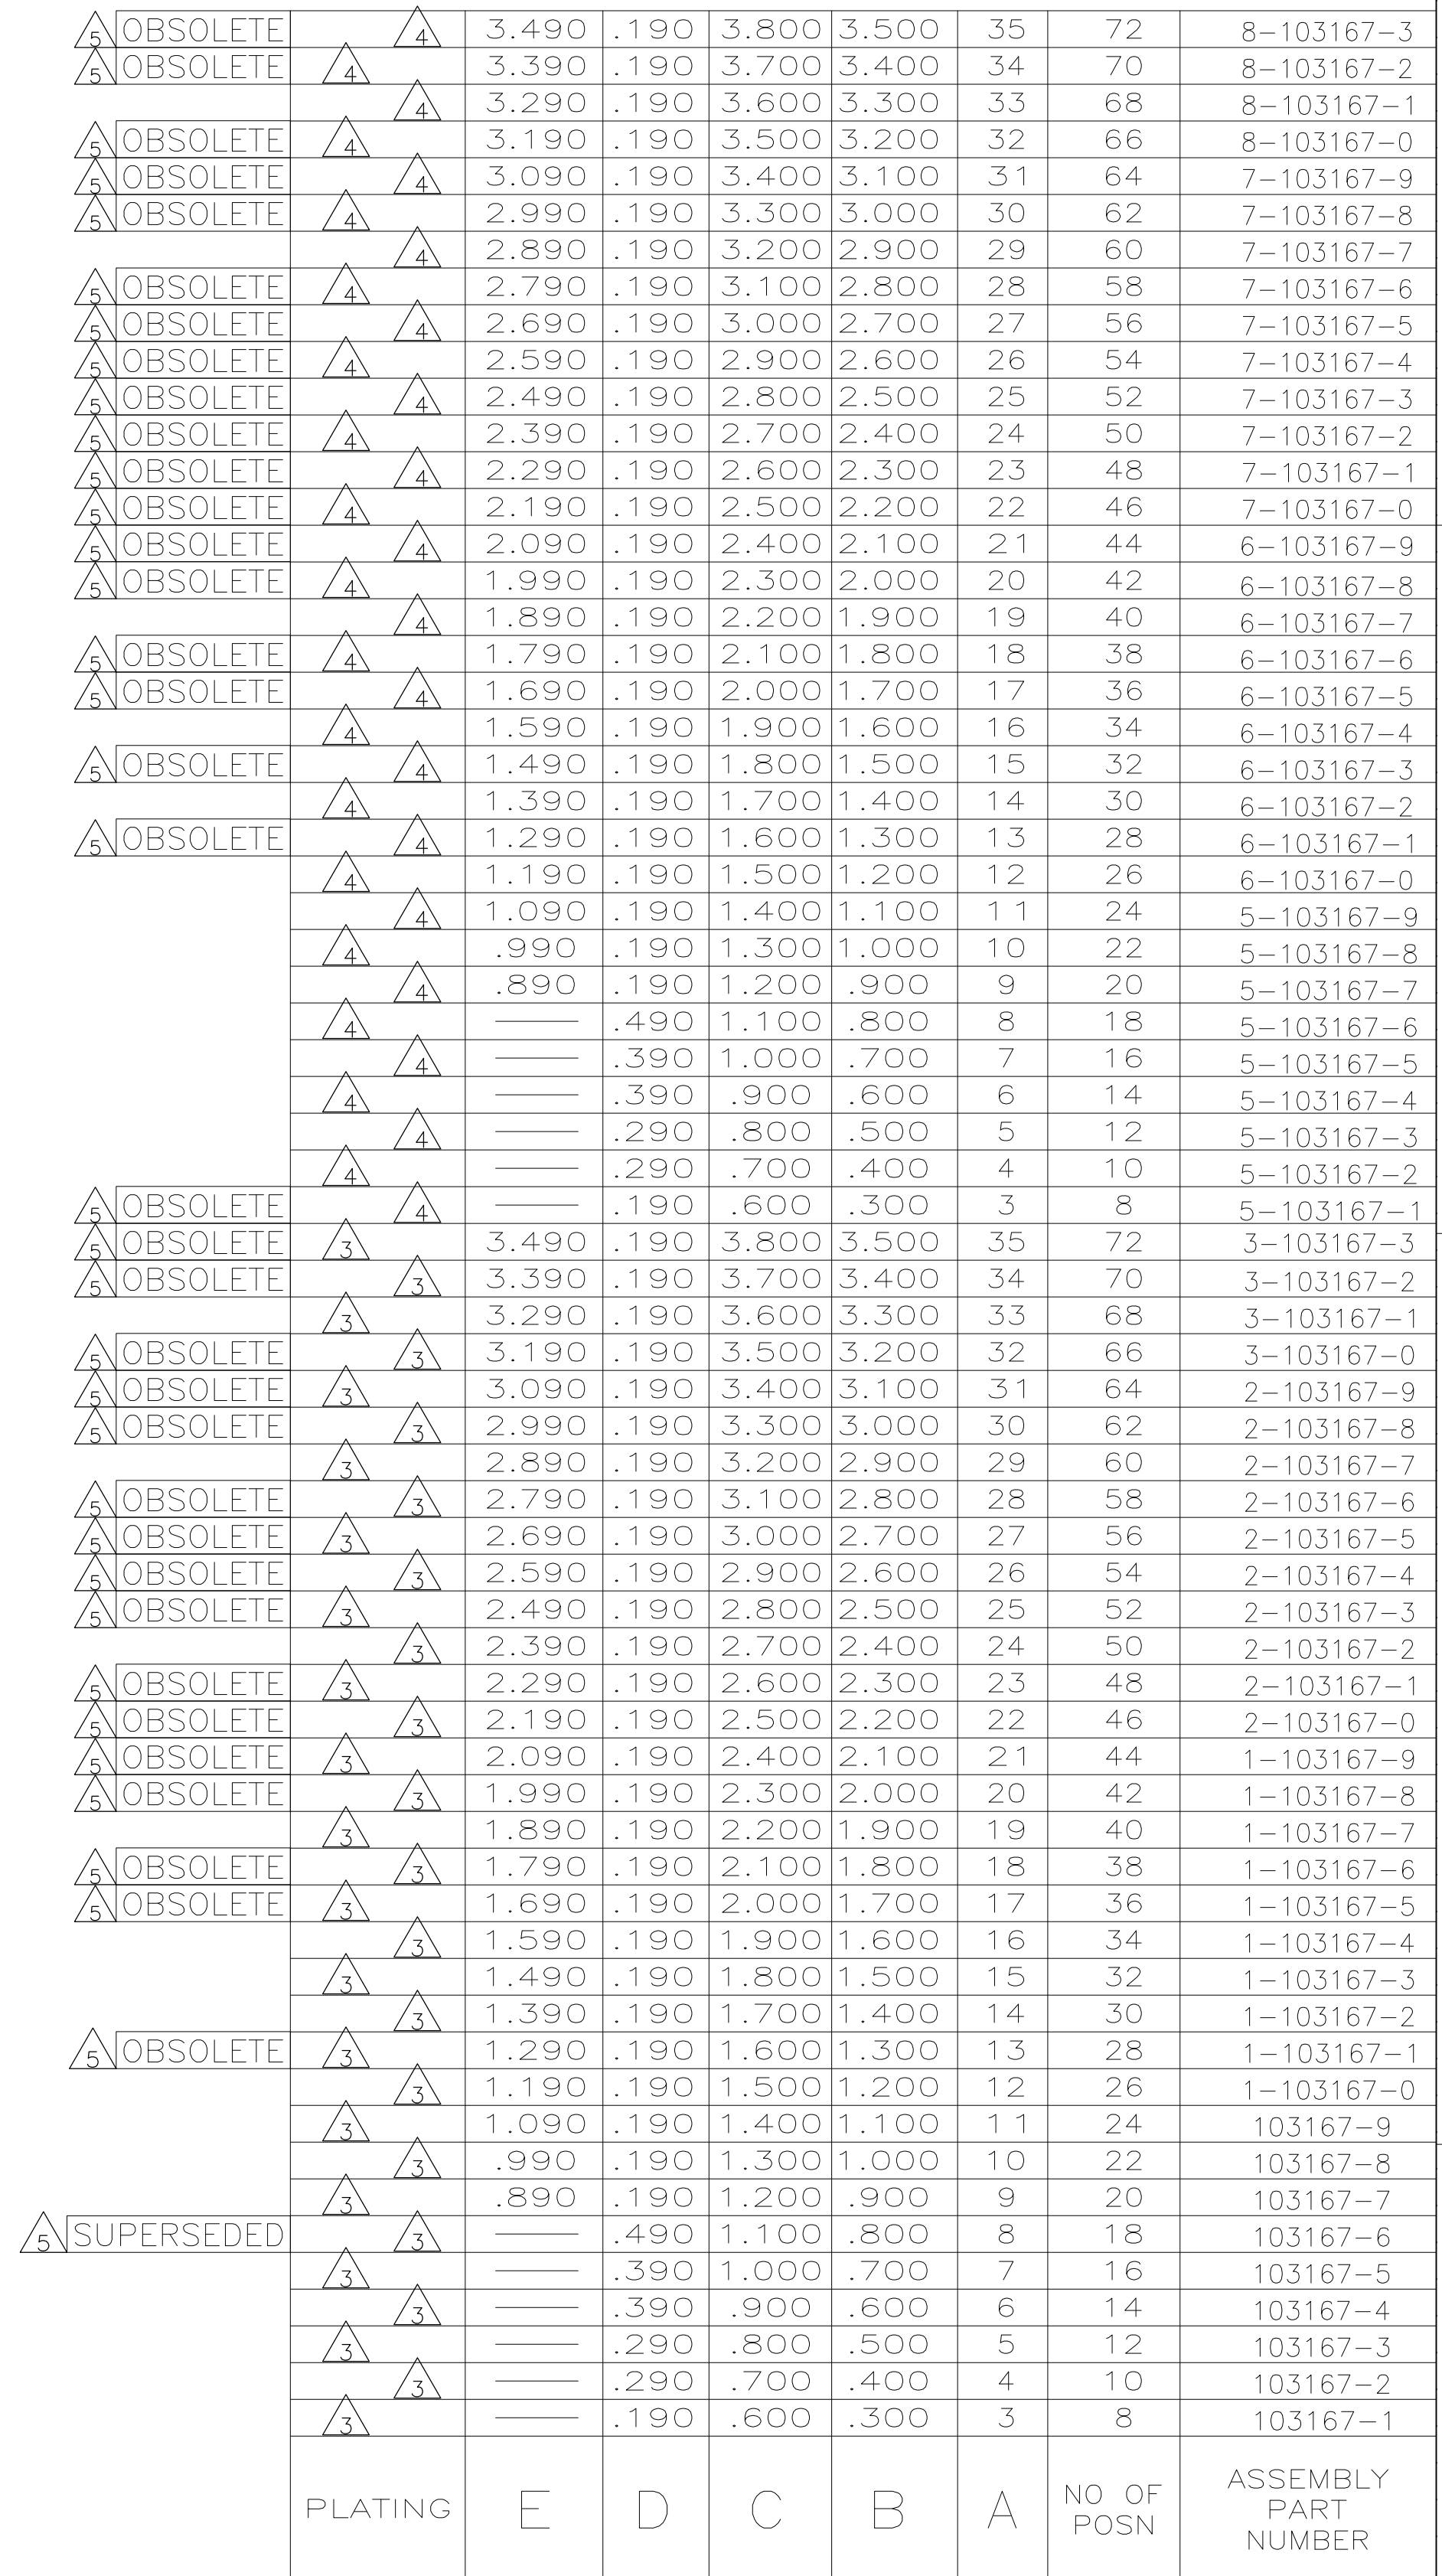 5 OBSOLETE 4 3.490 .190 3.800 3.500 35 72 8-103167-3
5 OBSOLETE 4 3.390 .190 3.700 3.400 34 70 8-103167-2
4 3.290 .190 3.600 3.300 33 68 8-103167-1
5 OBSOLETE 4 3.190 .190 3.500 3.200 32 66 8-103167-0
5 OBSOLETE 4 3.090 .190 3.400 3.100 31 64 7-103167-9
5 OBSOLETE 4 2.990 .190 3.300 3.000 30 62 7-103167-8
4 2.890 .190 3.200 2.900 29 60 7-103167-7
5 OBSOLETE 4 2.790 .190 3.100 2.800 28 58 7-103167-6
5 OBSOLETE 4 2.690 .190 3.000 2.700 27 56 7-103167-5
5 OBSOLETE 4 2.590 .190 2.900 2.600 26 54 7-103167-4
5 OBSOLETE 4 2.490 .190 2.800 2.500 25 52 7-103167-3
5 OBSOLETE 4 2.390 .190 2.700 2.400 24 50 7-103167-2
5 OBSOLETE 4 2.290 .190 2.600 2.300 23 48 7-103167-1
5 OBSOLETE 4 2.190 .190 2.500 2.200 22 46 7-103167-0
5 OBSOLETE 4 2.090 .190 2.400 2.100 21 44 6-103167-9
5 OBSOLETE 4 1.990 .190 2.300 2.000 20 42 6-103167-8
4 1.890 .190 2.200 1.900 19 40 6-103167-7
5 OBSOLETE 4 1.790 .190 2.100 1.800 18 38 6-103167-6
5 OBSOLETE 4 1.690 .190 2.000 1.700 17 36 6-103167-5
4 1.590 .190 1.900 1.600 16 34 6-103167-4
5 OBSOLETE 4 1.490 .190 1.800 1.500 15 32 6-103167-3
4 1.390 .190 1.700 1.400 14 30 6-103167-2
5 OBSOLETE 4 1.290 .190 1.600 1.300 13 28 6-103167-1
4 1.190 .190 1.500 1.200 12 26 6-103167-0
4 1.090 .190 1.400 1.100 11 24 5-103167-9
4 .990 .190 1.300 1.000 10 22 5-103167-8
4 .890 .190 1.200 .900 9 20 5-103167-7
4 — .490 1.100 .800 8 18 5-103167-6
4 — .390 1.000 .700 7 16 5-103167-5
4 — .390 .900 .600 6 14 5-103167-4
4 — .290 .800 .500 5 12 5-103167-3
4 — .290 .700 .400 4 10 5-103167-2
5 OBSOLETE 4 — .190 .600 .300 3 8 5-103167-1
5 OBSOLETE 3 3.490 .190 3.800 3.500 35 72 3-103167-3
5 OBSOLETE 3 3.390 .190 3.700 3.400 34 70 3-103167-2
3 3.290 .190 3.600 3.300 33 68 3-103167-1
5 OBSOLETE 3 3.190 .190 3.500 3.200 32 66 3-103167-0
5 OBSOLETE 3 3.090 .190 3.400 3.100 31 64 2-103167-9
5 OBSOLETE 3 2.990 .190 3.300 3.000 30 62 2-103167-8
3 2.890 .190 3.200 2.900 29 60 2-103167-7
5 OBSOLETE 3 2.790 .190 3.100 2.800 28 58 2-103167-6
5 OBSOLETE 3 2.690 .190 3.000 2.700 27 56 2-103167-5
5 OBSOLETE 3 2.590 .190 2.900 2.600 26 54 2-103167-4
5 OBSOLETE 3 2.490 .190 2.800 2.500 25 52 2-103167-3
3 2.390 .190 2.700 2.400 24 50 2-103167-2
5 OBSOLETE 3 2.290 .190 2.600 2.300 23 48 2-103167-1
5 OBSOLETE 3 2.190 .190 2.500 2.200 22 46 2-103167-0
5 OBSOLETE 3 2.090 .190 2.400 2.100 21 44 1-103167-9
5 OBSOLETE 3 1.990 .190 2.300 2.000 20 42 1-103167-8
3 1.890 .190 2.200 1.900 19 40 1-103167-7
5 OBSOLETE 3 1.790 .190 2.100 1.800 18 38 1-103167-6
5 OBSOLETE 3 1.690 .190 2.000 1.700 17 36 1-103167-5
3 1.590 .190 1.900 1.600 16 34 1-103167-4
3 1.490 .190 1.800 1.500 15 32 1-103167-3
3 1.390 .190 1.700 1.400 14 30 1-103167-2
5 OBSOLETE 3 1.290 .190 1.600 1.300 13 28 1-103167-1
3 1.190 .190 1.500 1.200 12 26 1-103167-0
3 1.090 .190 1.400 1.100 11 24 103167-9
3 .990 .190 1.300 1.000 10 22 103167-8
3 .890 .190 1.200 .900 9 20 103167-7
5 SUPERSEDED 3 — .490 1.100 .800 8 18 103167-6
3 — .390 1.000 .700 7 16 103167-5
3 — .390 .900 .600 6 14 103167-4
3 — .290 .800 .500 5 12 103167-3
3 — .290 .700 .400 4 10 103167-2
3 — .190 .600 .300 3 8 103167-1
PLATING E D C B A
NO OF
POSN
ASSEMBLY
PART
NUMBER